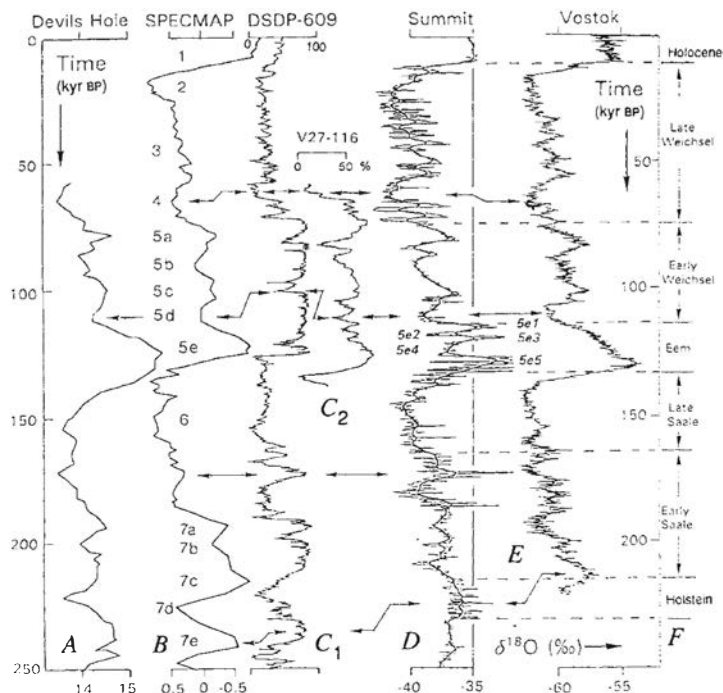 Devils Hole SPECMAP DSDP-609 Summit Vostok
0 0 100
Time
(kyr BP)
1
2
3
4
5a
5b
5c
5d
5e
6
7a
7b
7c
7d
7e
50
100
150
200
250
V27-116
0 50 %
Time
(kyr BP)
50
100
150
200
5e1
5e2 5e3
5e4
5e5
Holocene
Late
Weichsel
Early
Weichsel
Eem
Late
Saale
Early
Saale
Holstein
A B C1 C2 D E F
δ18O (‰)
14 15 0.5 0 -0.5 -40 -35 -60 -55